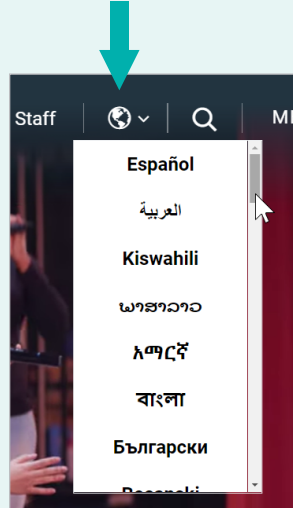 Staff
Español
العربية
Kiswahili
ພາສາລາວ
አማርኛ
বাংলা
Български